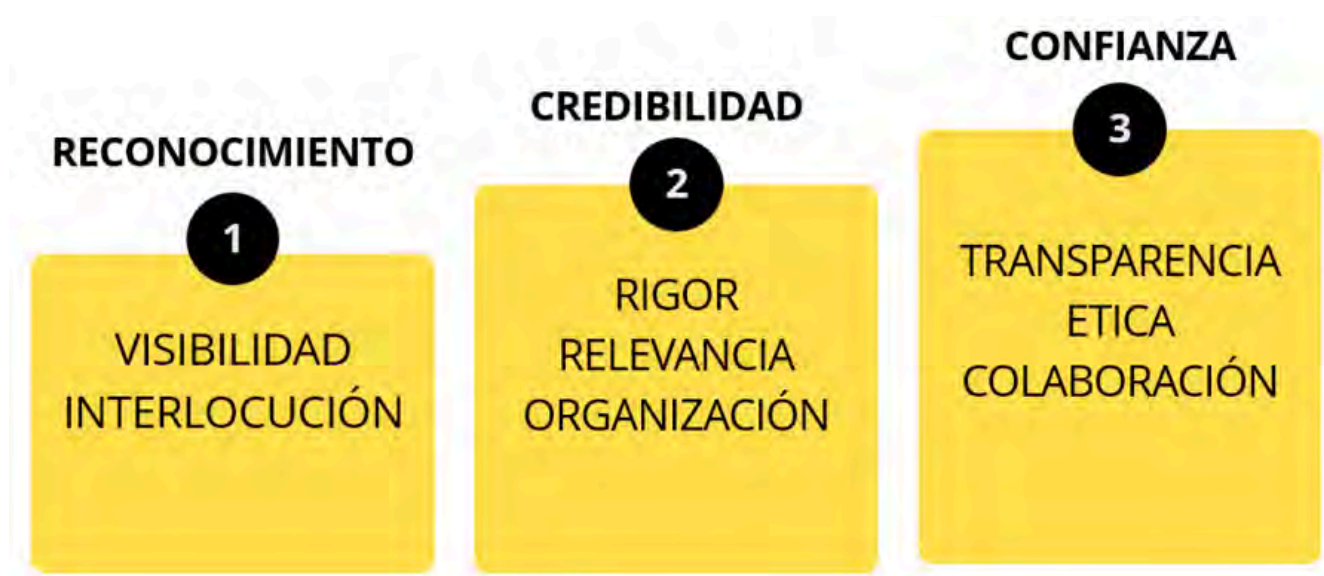 RECONOCIMIENTO
1
VISIBILIDAD
INTERLOCUCIÓN
CREDIBILIDAD
2
RIGOR
RELEVANCIA
ORGANIZACIÓN
CONFIANZA
3
TRANSPARENCIA
ETICA
COLABORACIÓN